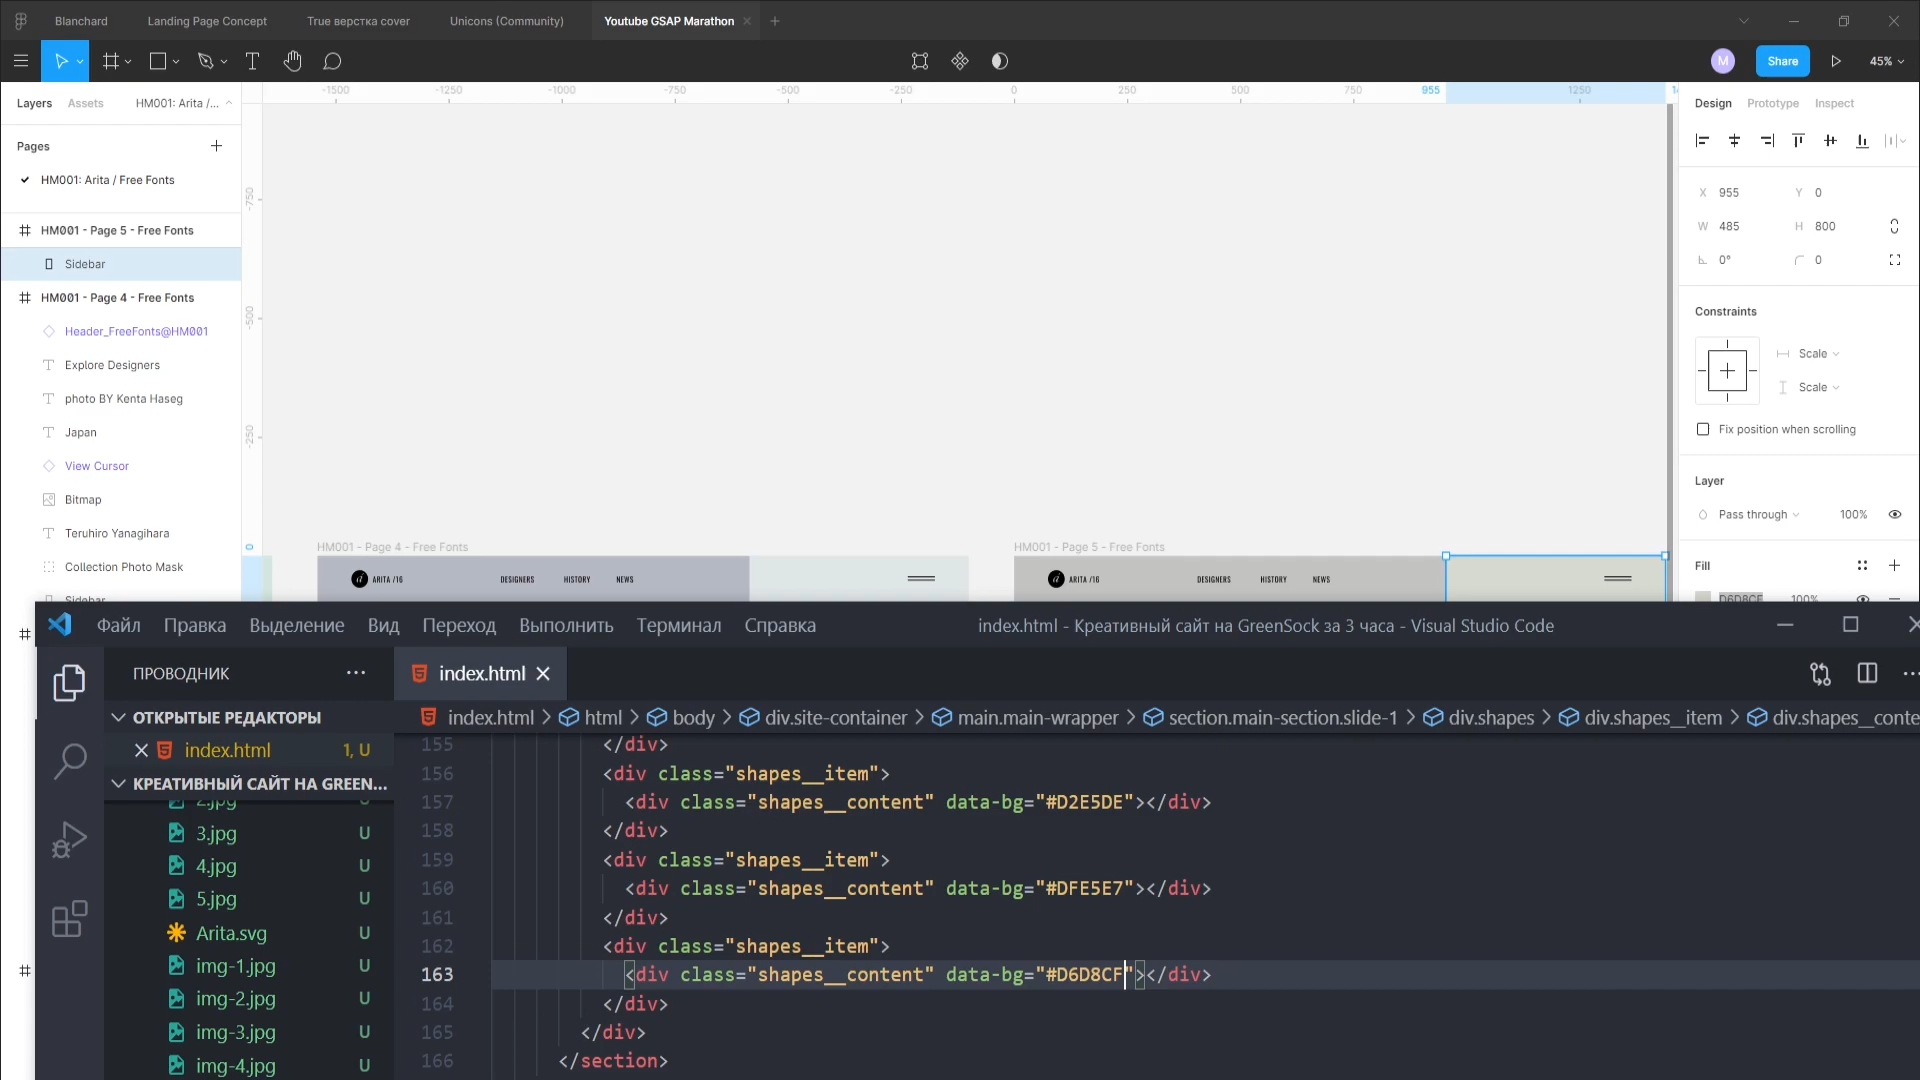 Blanchard
Landing Page Concept
True верстка cover
Unicons (Community)
Youtube GSAP Marathon
M
Share
45%
Layers
Assets
HM001: Arita /...
-1500
-1250
-1000
-750
-500
-250
0
250
500
750
955
1250
Design
Prototype
Inspect
Pages
HM001: Arita / Free Fonts
HM001 - Page 5 - Free Fonts
Sidebar
HM001 - Page 4 - Free Fonts
Header_FreeFonts@HM001
Explore Designers
photo BY Kenta Haseg
Japan
View Cursor
Bitmap
Teruhiro Yanagihara
Collection Photo Mask
Sidebar
-750
-500
-250
0
HM001 - Page 4 - Free Fonts
ARITA /16
DESIGNERS
HISTORY
NEWS
HM001 - Page 5 - Free Fonts
ARITA /16
DESIGNERS
HISTORY
NEWS
X 955
Y 0
W 485
H 800
0°
0
Constraints
Scale
Scale
Fix position when scrolling
Layer
Pass through
100%
Fill
D6D8CF
100%
Файл
Правка
Выделение
Вид
Переход
Выполнить
Терминал
Справка
index.html - Креативный сайт на GreenSock за 3 часа - Visual Studio Code
ПРОВОДНИК
index.html
ОТКРЫТЫЕ РЕДАКТОРЫ
index.html 1, U
КРЕАТИВНЫЙ САЙТ НА GREEN...
2.jpg U
3.jpg U
4.jpg U
5.jpg U
Arita.svg U
img-1.jpg U
img-2.jpg U
img-3.jpg U
img-4.jpg U
index.html > html > body > div.site-container > main.main-wrapper > section.main-section.slide-1 > div.shapes > div.shapes__item > div.shapes__conte
155 </div>
156 <div class="shapes__item">
157 <div class="shapes__content" data-bg="#D2E5DE"></div>
158 </div>
159 <div class="shapes__item">
160 <div class="shapes__content" data-bg="#DFE5E7"></div>
161 </div>
162 <div class="shapes__item">
163 <div class="shapes__content" data-bg="#D6D8CF"></div>
164 </div>
165 </div>
166 </section>